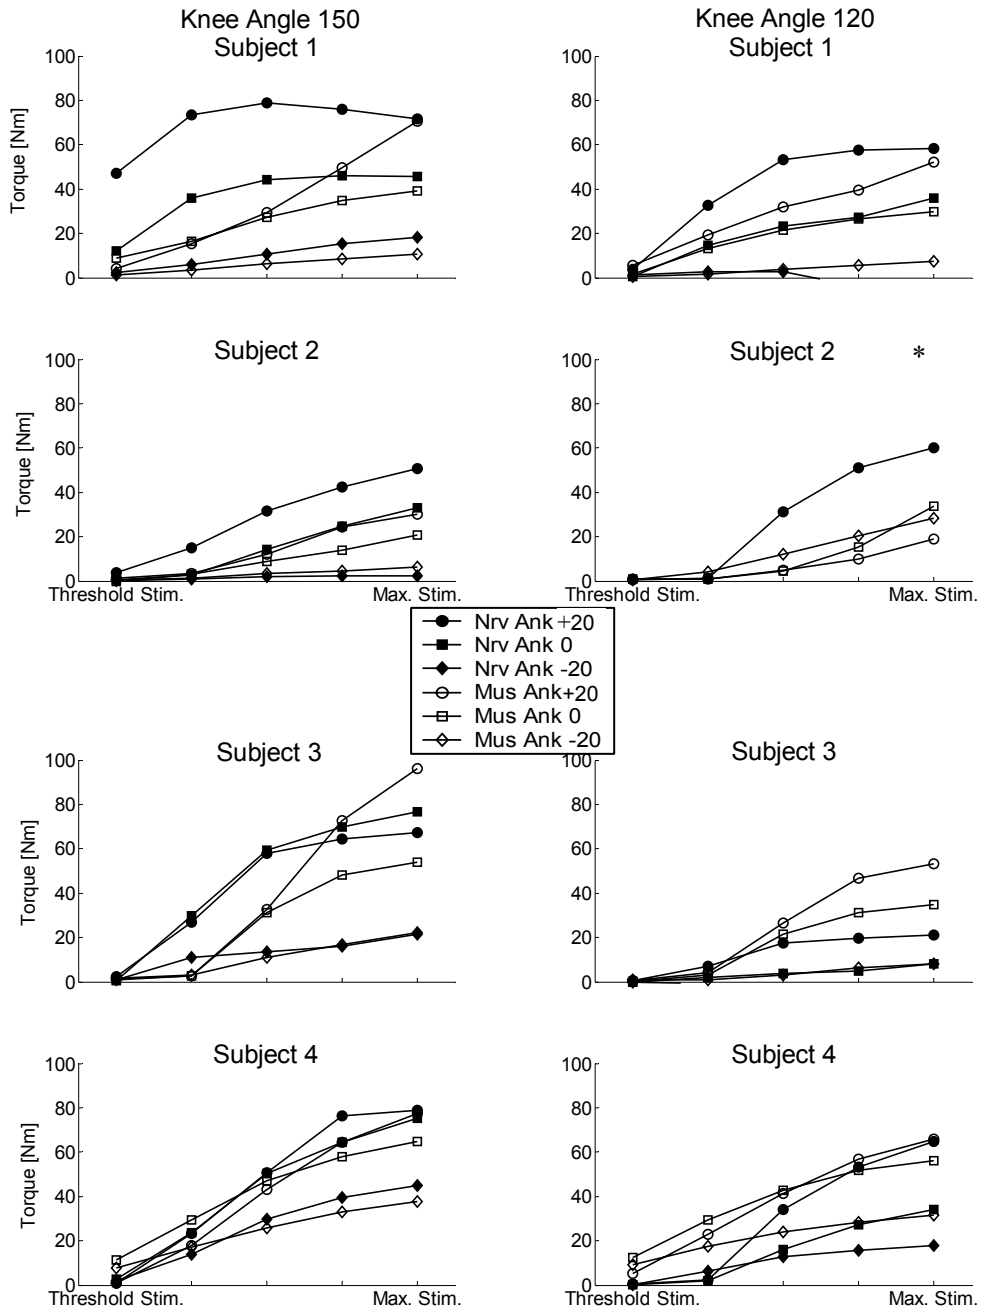 Knee Angle 150
Subject 1
Knee Angle 120
Subject 1
100
80
60
40
20
0
Torque [Nm]
100
80
60
40
20
0
Subject 2
100
80
60
40
20
0
Torque [Nm]
Threshold Stim.
Max. Stim.
Subject 2
*
100
80
60
40
20
0
Threshold Stim.
Max. Stim.
Nrv Ank +20
Nrv Ank 0
Nrv Ank -20
Mus Ank+20
Mus Ank 0
Mus Ank -20
Subject 3
100
80
60
40
20
0
Torque [Nm]
Subject 3
100
80
60
40
20
0
Subject 4
100
80
60
40
20
0
Torque [Nm]
Threshold Stim.
Max. Stim.
Subject 4
100
80
60
40
20
0
Threshold Stim.
Max. Stim.